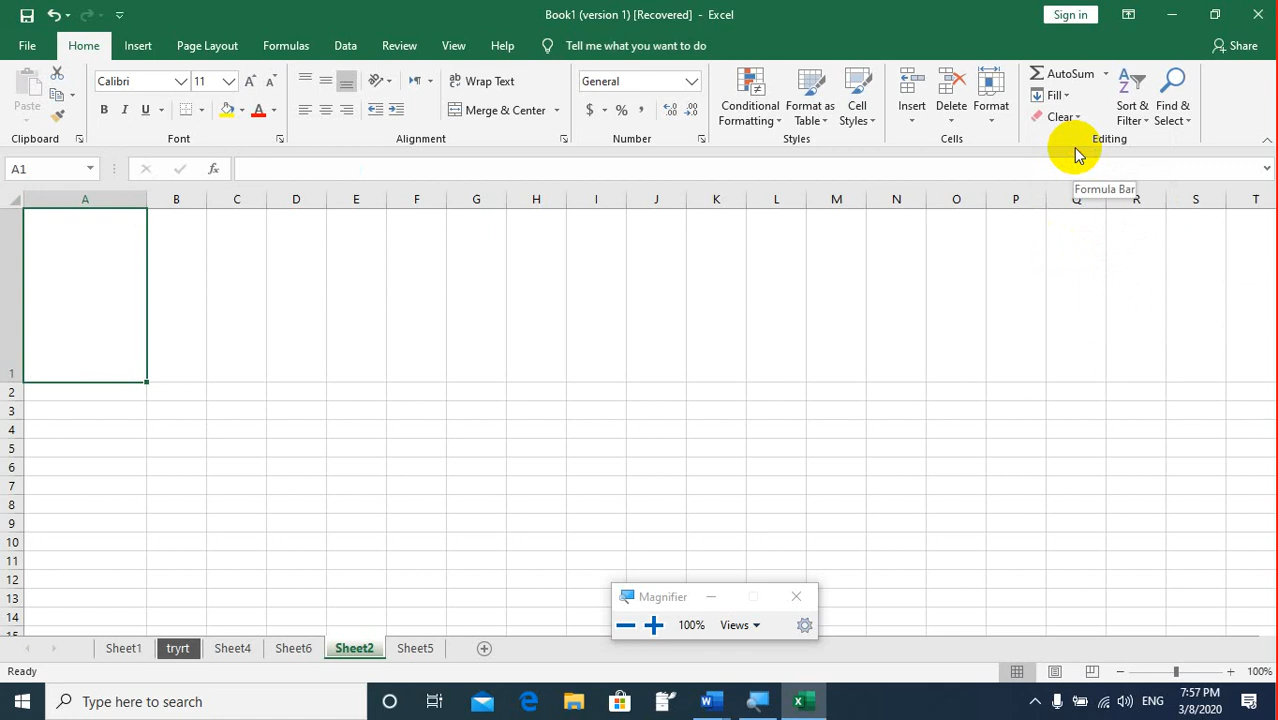 Book1 (version 1) [Recovered] - Excel
Sign in
File Home Insert Page Layout Formulas Data Review View Help Tell me what you want to do Share
Paste
Clipboard
Calibri 11
B I U
Font
Wrap Text
Merge & Center
Alignment
General
$ % ,
Number
Conditional Formatting
Format as Table
Cell Styles
Styles
Insert Delete Format
Cells
AutoSum
Fill
Clear
Sort & Filter
Find & Select
Editing
A1
fx
Formula Bar
A B C D E F G H I J K L M N O P Q R S T
1
2
3
4
5
6
7
8
9
10
11
12
13
14
15
Magnifier
100% Views
Sheet1 tryrt Sheet4 Sheet6 Sheet2 Sheet5
Ready
100%
Type here to search
ENG
7:57 PM
3/8/2020